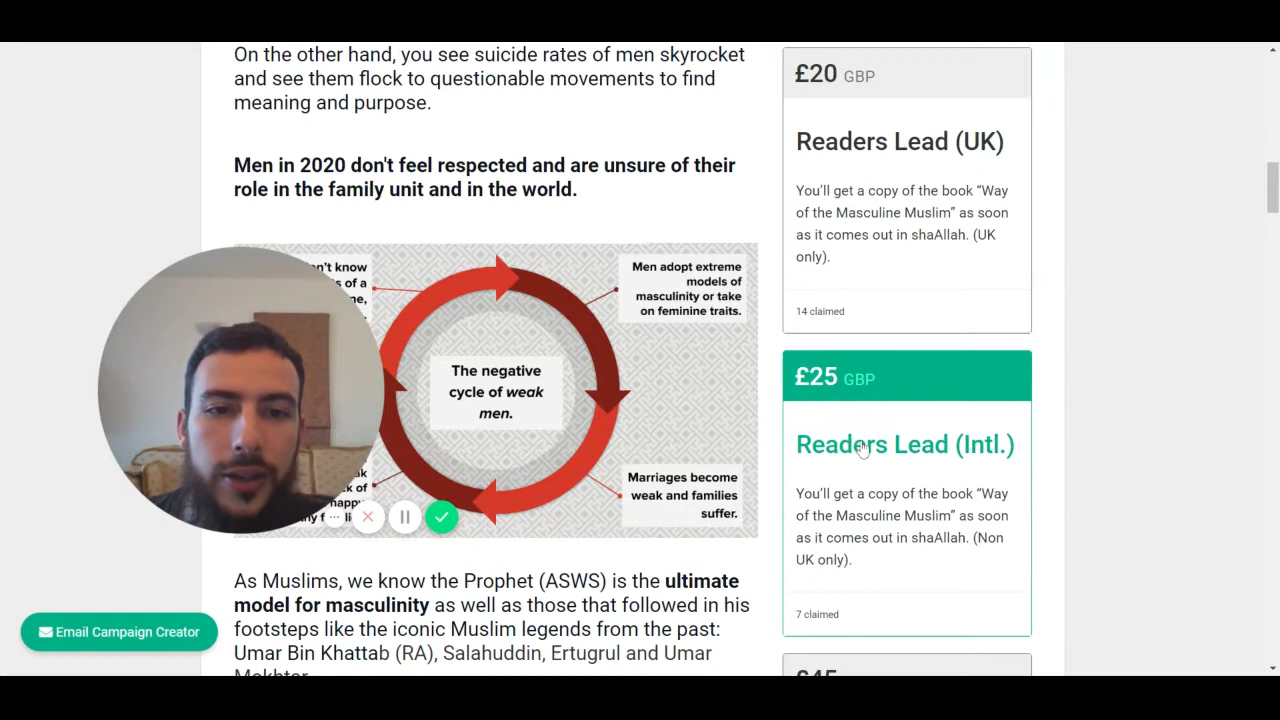 On the other hand, you see suicide rates of men skyrocket
and see them flock to questionable movements to find
meaning and purpose.
Men in 2020 don't feel respected and are unsure of their
role in the family unit and in the world.
Men adopt extreme
models of
masculinity or take
on feminine traits.
The negative
cycle of weak
men.
Marriages become
weak and families
suffer.
As Muslims, we know the Prophet (ASWS) is the ultimate
model for masculinity as well as those that followed in his
footsteps like the iconic Muslim legends from the past:
Umar Bin Khattab (RA), Salahuddin, Ertugrul and Umar
Email Campaign Creator
£20 GBP
Readers Lead (UK)
You'll get a copy of the book “Way
of the Masculine Muslim” as soon
as it comes out in shaAllah. (UK
only).
14 claimed
£25 GBP
Readers Lead (Intl.)
You'll get a copy of the book “Way
of the Masculine Muslim” as soon
as it comes out in shaAllah. (Non
UK only).
7 claimed